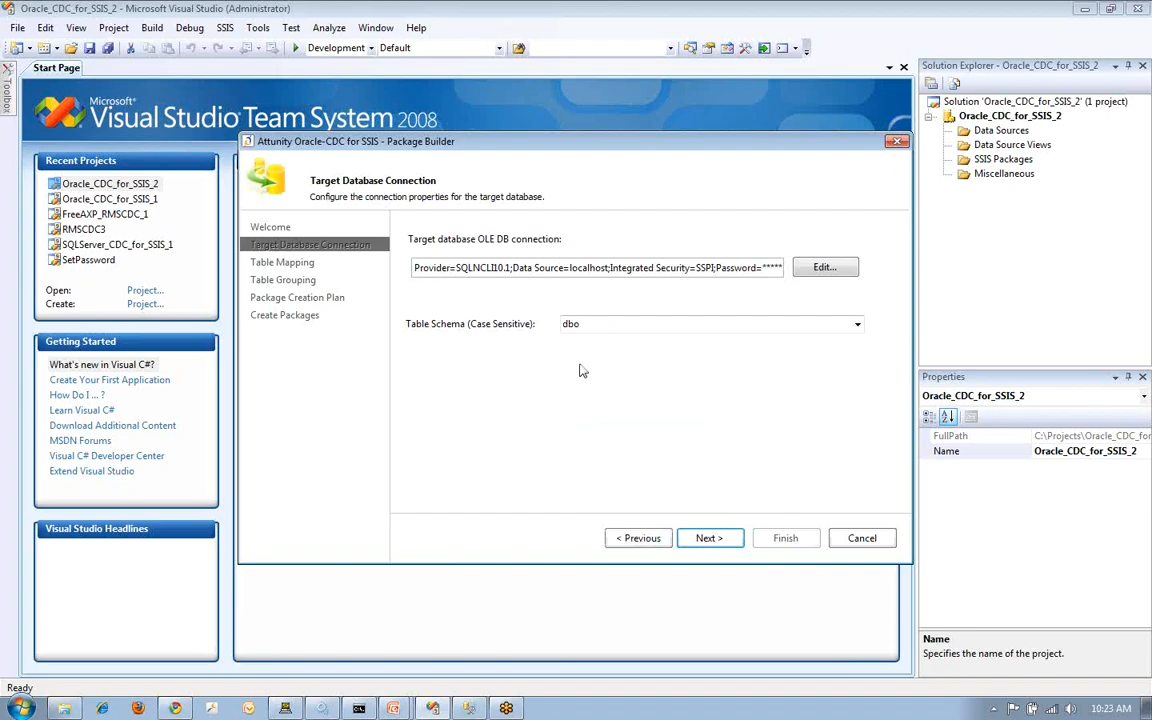 Oracle_CDC_for_SSIS_2 - Microsoft Visual Studio (Administrator)
File Edit View Project Build Debug SSIS Tools Test Analyze Window Help
Development Default
Toolbox
Start Page
Microsoft®
Visual Studio Team System 2008
Recent Projects
Oracle_CDC_for_SSIS_2
Oracle_CDC_for_SSIS_1
FreeAXP_RMSCDC_1
RMSCDC3
SQLServer_CDC_for_SSIS_1
SetPassword
Open: Project...
Create: Project...
Getting Started
What's new in Visual C#?
Create Your First Application
How Do I ... ?
Learn Visual C#
Download Additional Content
MSDN Forums
Visual C# Developer Center
Extend Visual Studio
Visual Studio Headlines
Attunity Oracle-CDC for SSIS - Package Builder
Target Database Connection
Configure the connection properties for the target database.
Welcome
Target Database Connection
Table Mapping
Table Grouping
Package Creation Plan
Create Packages
Target database OLE DB connection:
Provider=SQLNCLI10.1;Data Source=localhost;Integrated Security=SSPI;Password=*****
Edit...
Table Schema (Case Sensitive): dbo
< Previous Next > Finish Cancel
Solution Explorer - Oracle_CDC_for_SSIS_2
Solution 'Oracle_CDC_for_SSIS_2' (1 project)
Oracle_CDC_for_SSIS_2
Data Sources
Data Source Views
SSIS Packages
Miscellaneous
Properties
Oracle_CDC_for_SSIS_2
FullPath C:\Projects\Oracle_CDC_fo
Name Oracle_CDC_for_SSIS_2
Name
Specifies the name of the project.
Ready
10:23 AM